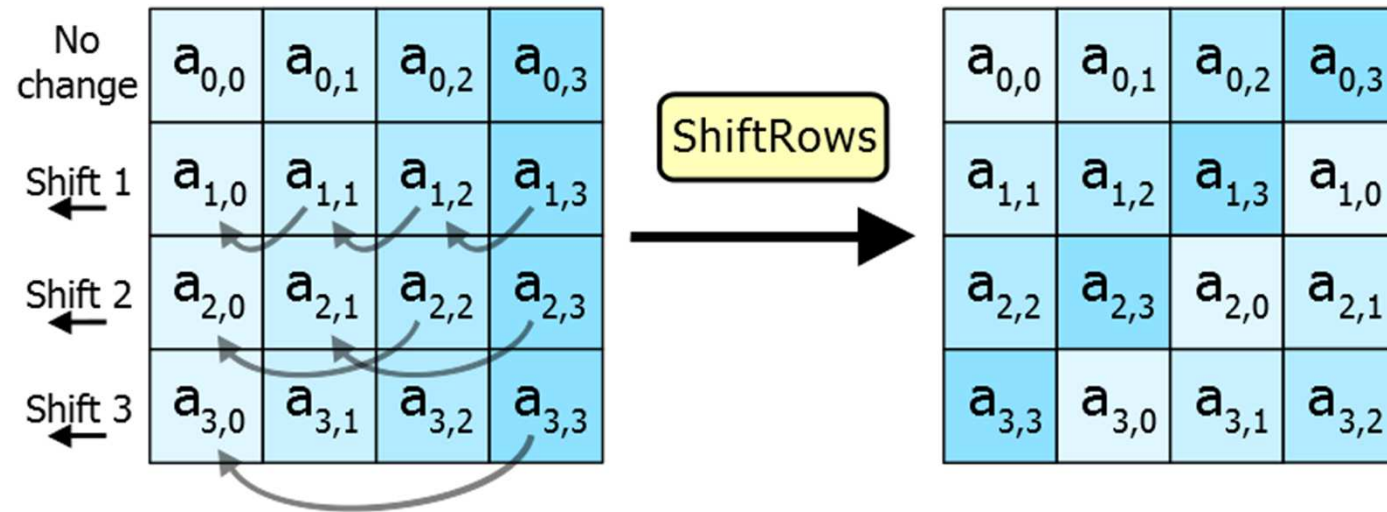 No
change
a0,0 a0,1 a0,2 a0,3
a0,0 a0,1 a0,2 a0,3
ShiftRows
Shift 1
a1,0 a1,1 a1,2 a1,3
a1,1 a1,2 a1,3 a1,0
Shift 2
a2,0 a2,1 a2,2 a2,3
a2,2 a2,3 a2,0 a2,1
Shift 3
a3,0 a3,1 a3,2 a3,3
a3,3 a3,0 a3,1 a3,2